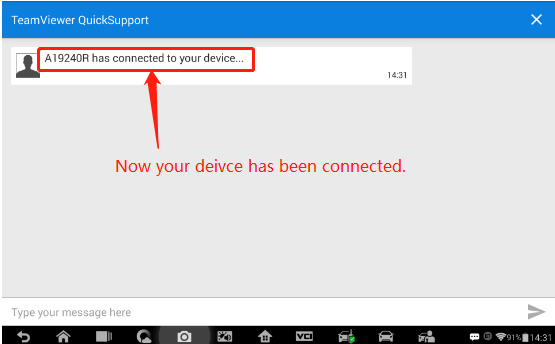 TeamViewer QuickSupport
A19240R has connected to your device...
14:31
Now your deivce has been connected.
Type your message here
VCI
91% 14:31